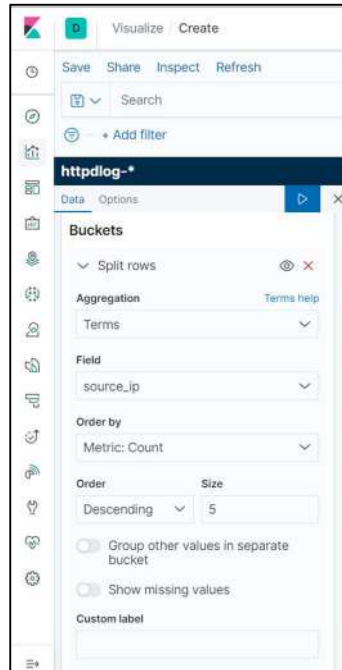 D Visualize / Create
Save Share Inspect Refresh
Search
+ Add filter
httpdlog-*
Data Options
Buckets
Split rows
Aggregation Terms help
Terms
Field
source_ip
Order by
Metric: Count
Order Size
Descending 5
Group other values in separate
bucket
Show missing values
Custom label